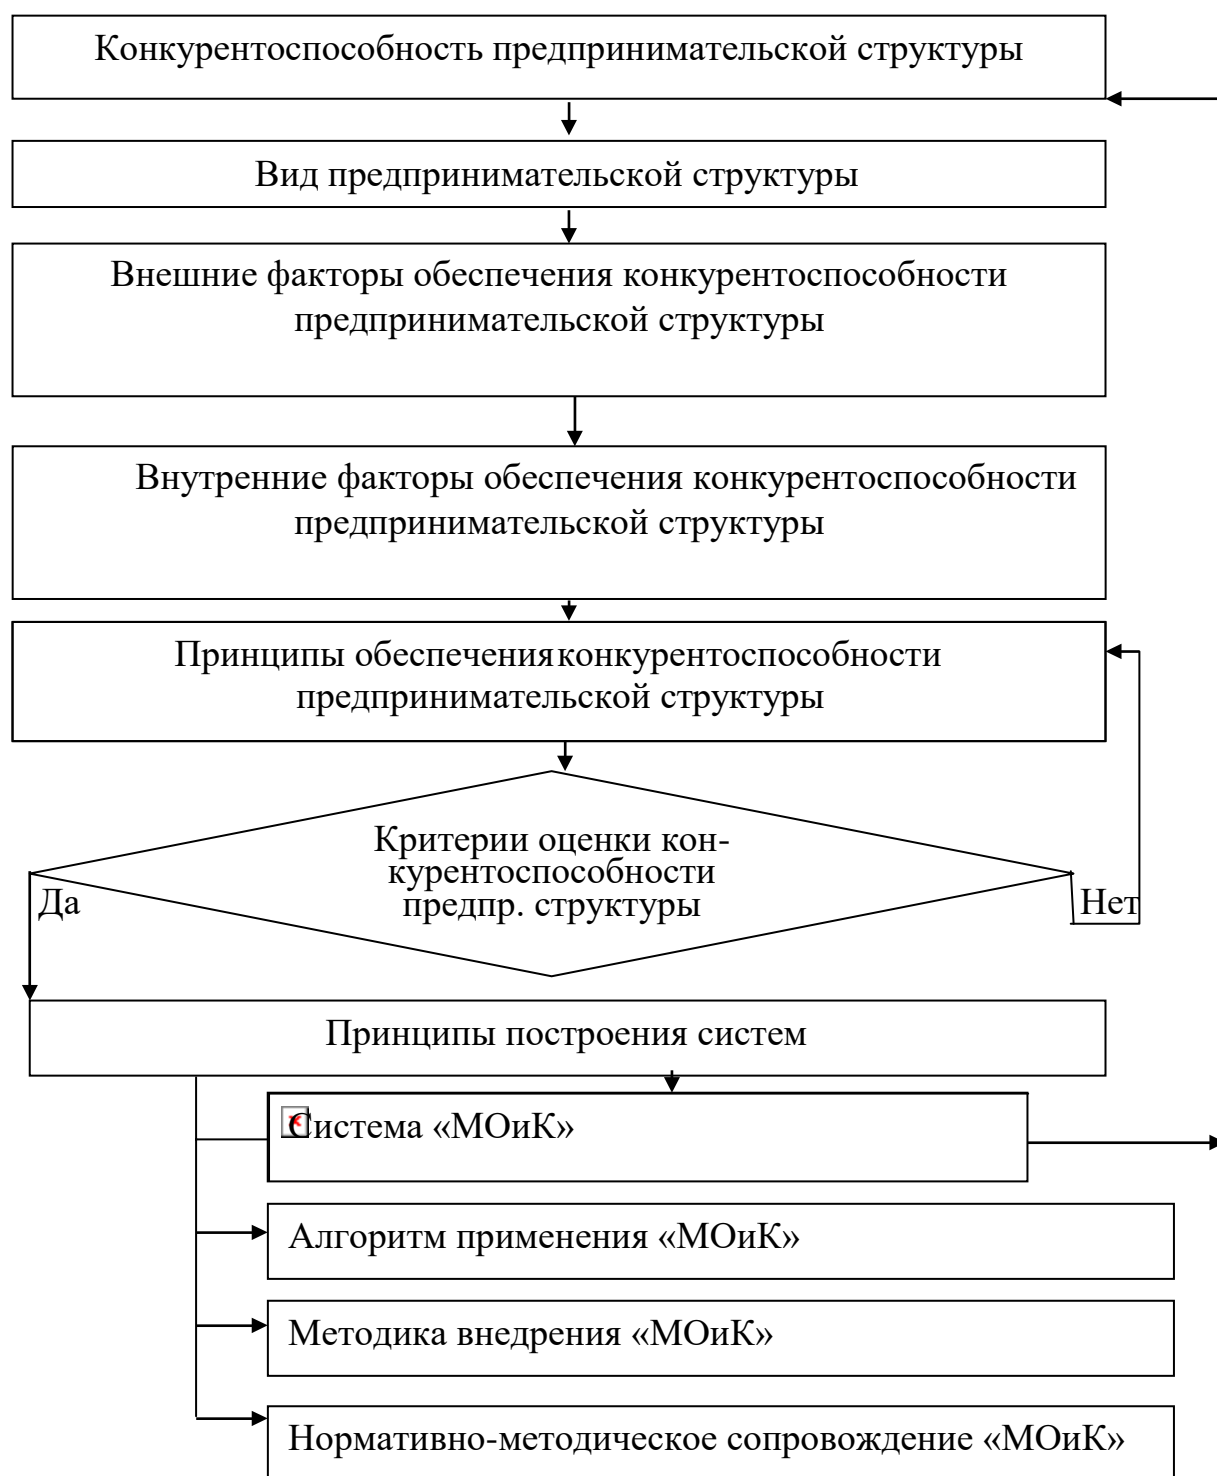 Конкурентоспособность предпринимательской структуры
Вид предпринимательской структуры
Внешние факторы обеспечения конкурентоспособности
предпринимательской структуры
Внутренние факторы обеспечения конкурентоспособности
предпринимательской структуры
Принципы обеспечения конкурентоспособности
предпринимательской структуры
Критерии оценки кон-
курентоспособности
предпр. структуры
Да
Нет
Принципы построения систем
Система «МОиК»
Алгоритм применения «МОиК»
Методика внедрения «МОиК»
Нормативно-методическое сопровождение «МОиК»